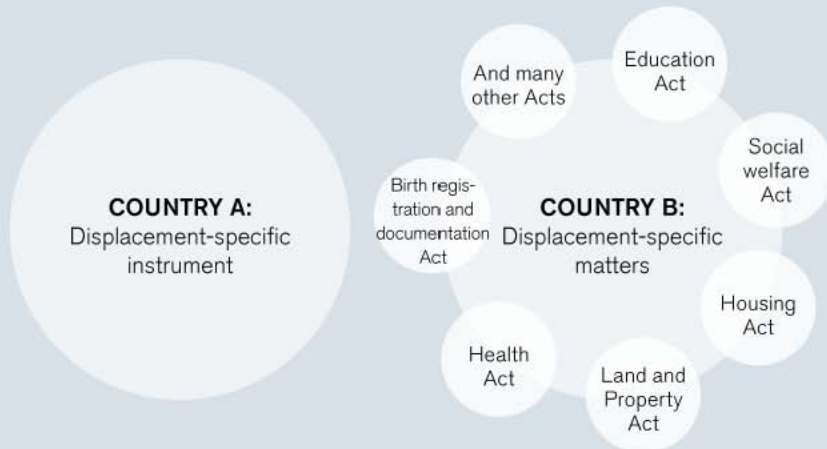 COUNTRY A:
Displacement-specific
instrument
And many
other Acts
Education
Act
Social
welfare
Act
Birth regis-
tration and
documentation
Act
COUNTRY B:
Displacement-specific
matters
Housing
Act
Health
Act
Land and
Property
Act